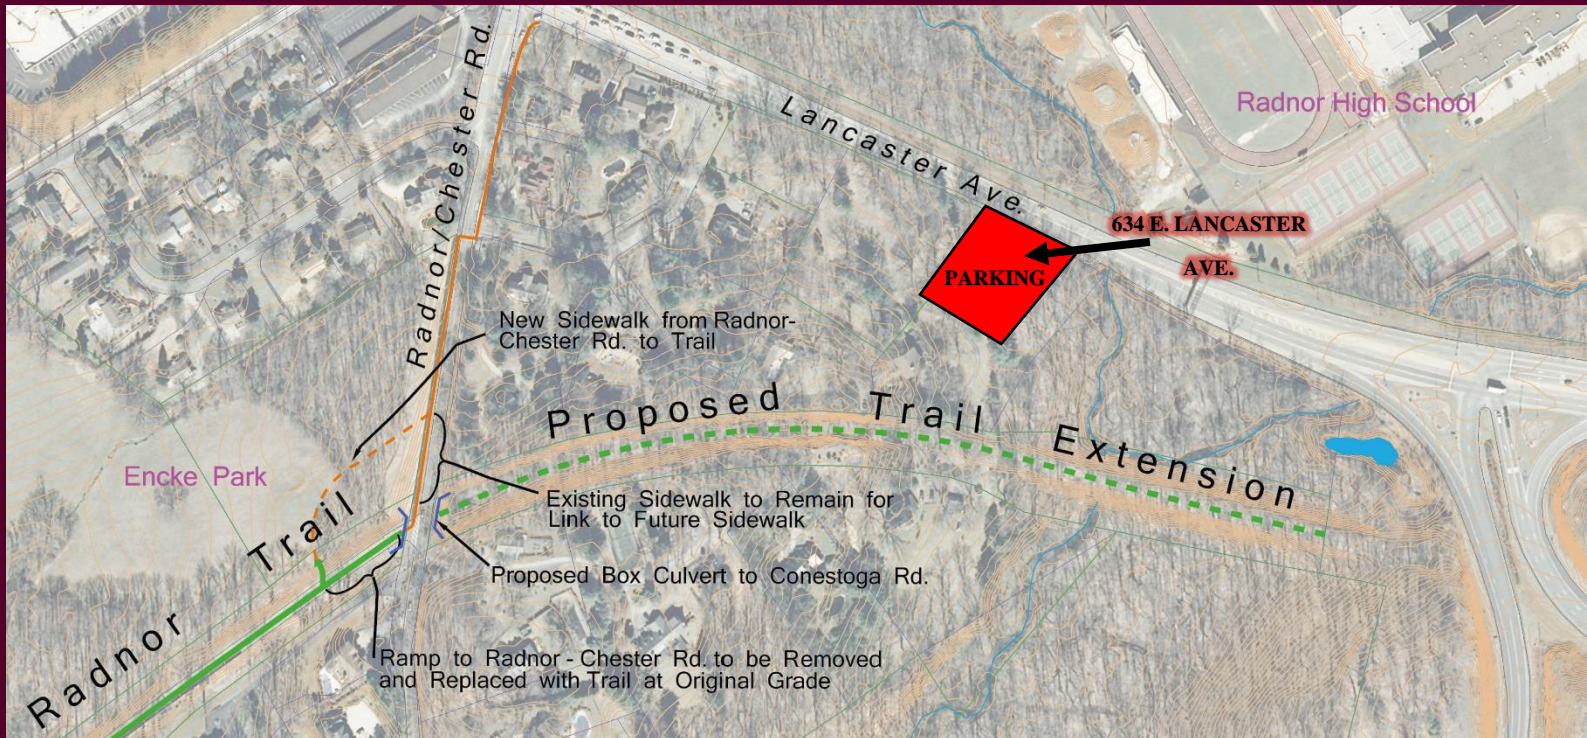 Radnor/Chester Rd.
Lancaster Ave.
Radnor High School
634 E. LANCASTER
AVE.
PARKING
New Sidewalk from Radnor-
Chester Rd. to Trail
Proposed Trail Extension
Encke Park
Existing Sidewalk to Remain for
Link to Future Sidewalk
Radnor Trail
Proposed Box Culvert to Conestoga Rd.
Ramp to Radnor - Chester Rd. to be Removed
and Replaced with Trail at Original Grade